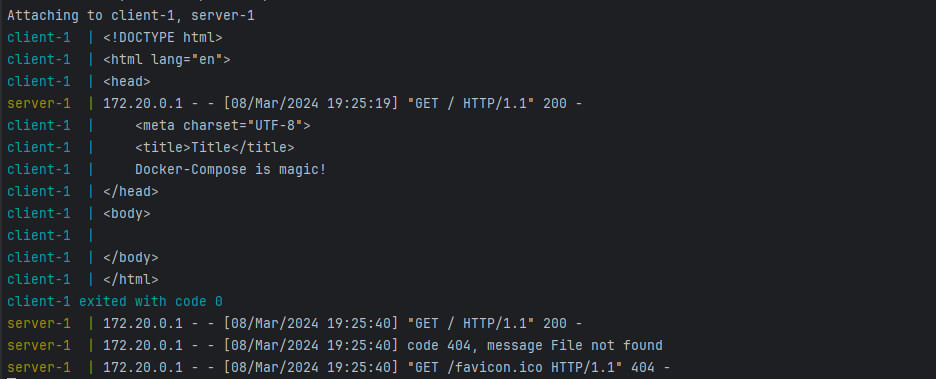 Attaching to client-1, server-1
client-1  | <!DOCTYPE html>
client-1  | <html lang="en">
client-1  | <head>
server-1  | 172.20.0.1 - - [08/Mar/2024 19:25:19] "GET / HTTP/1.1" 200 -
client-1  |     <meta charset="UTF-8">
client-1  |     <title>Title</title>
client-1  |     Docker-Compose is magic!
client-1  | </head>
client-1  | <body>
client-1  |
client-1  | </body>
client-1  | </html>
client-1 exited with code 0
server-1  | 172.20.0.1 - - [08/Mar/2024 19:25:40] "GET / HTTP/1.1" 200 -
server-1  | 172.20.0.1 - - [08/Mar/2024 19:25:40] code 404, message File not found
server-1  | 172.20.0.1 - - [08/Mar/2024 19:25:40] "GET /favicon.ico HTTP/1.1" 404 -